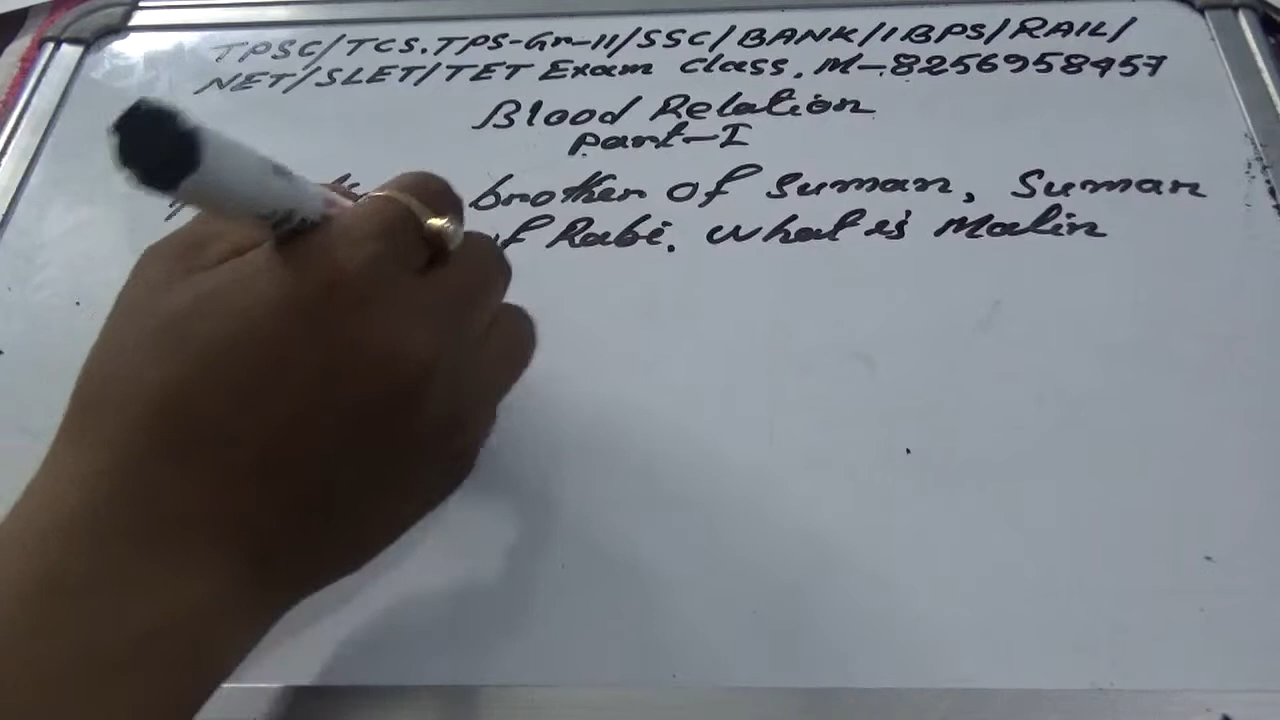 TPSC/TCS.TPS-Gr-II/SSC/BANK/IBPS/RAIL/
NET/SLET/TET Exam Class. M-8256958457
Blood Relation
Part-I
brother of Suman, Suman
of Rabi. What is Malin